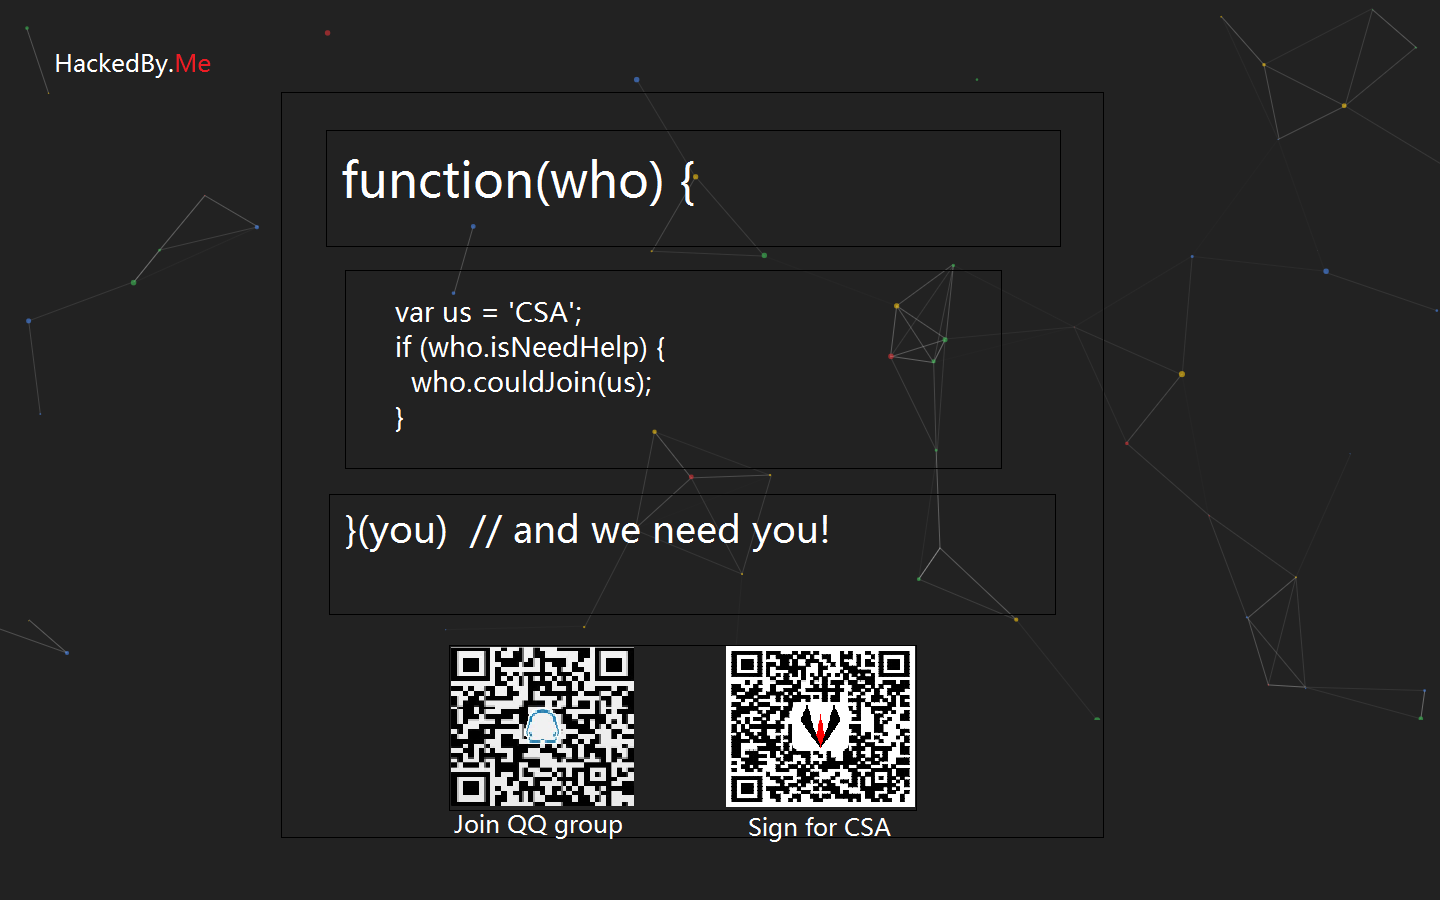 HackedBy.Me
function(who) {
var us = 'CSA';
if (who.isNeedHelp) {
who.couldJoin(us);
}
}(you)  // and we need you!
Join QQ group
Sign for CSA